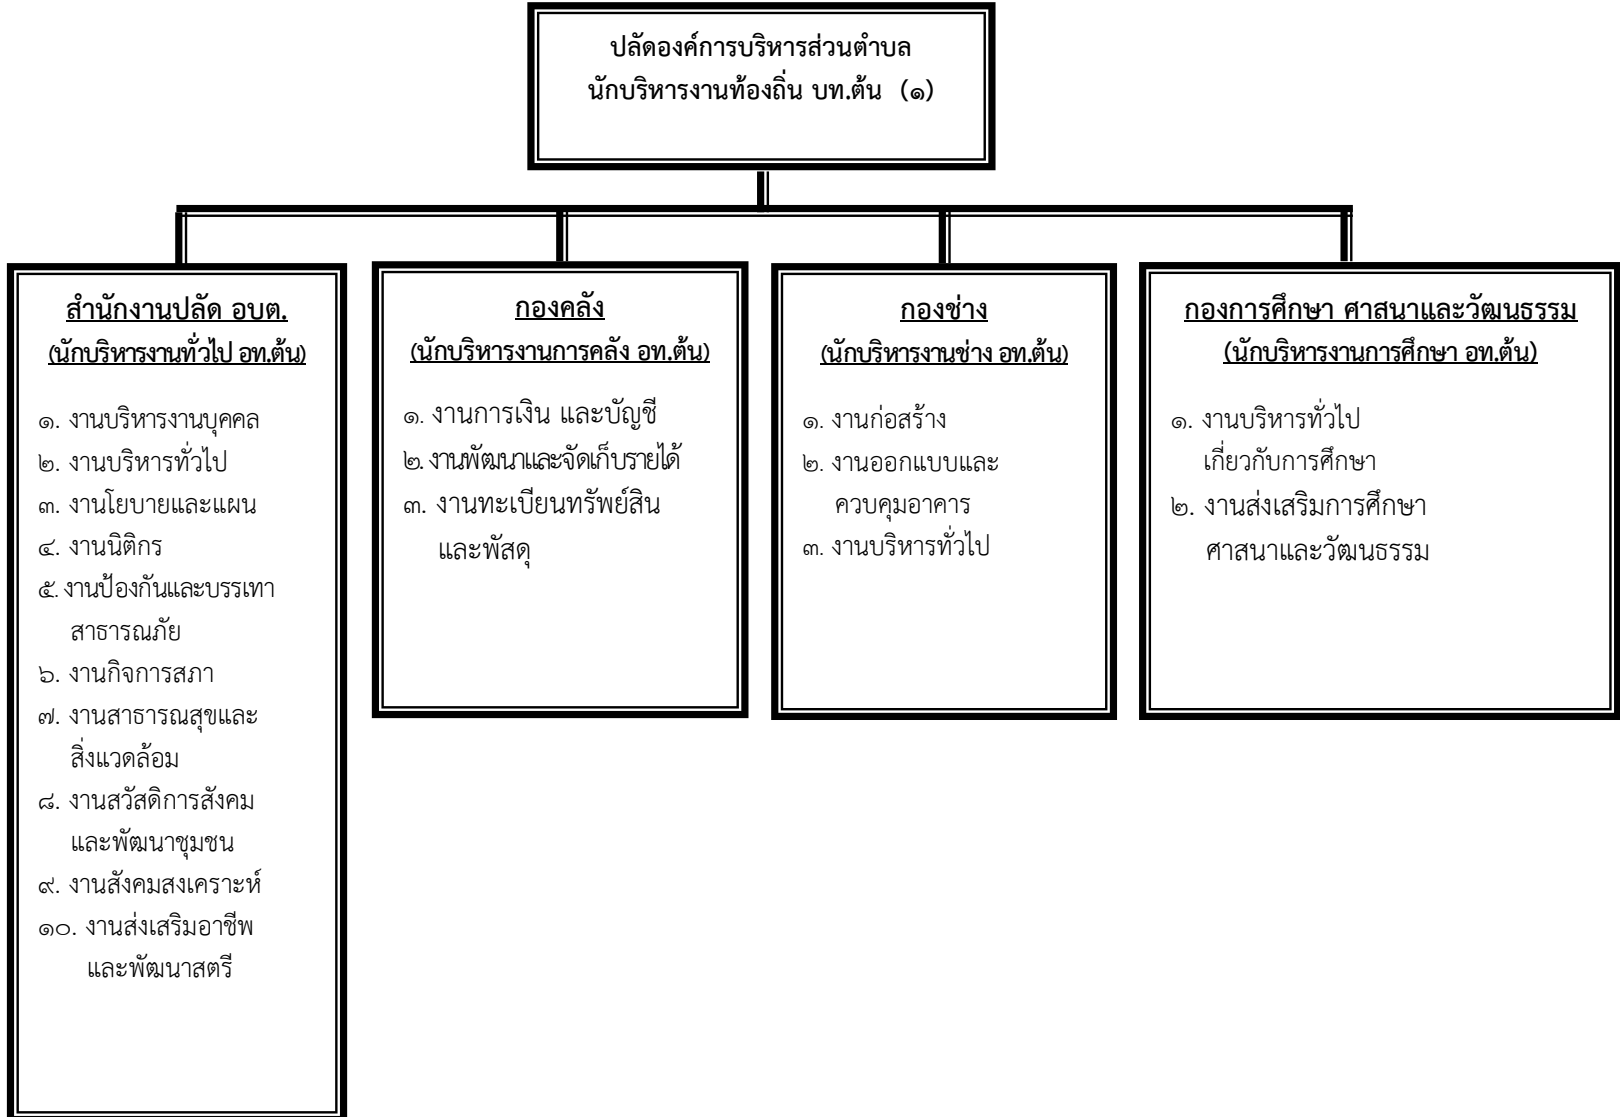 ปลัดองค์การบริหารส่วนตำบล
นักบริหารงานท้องถิ่น บท.ต้น (๑)
สำนักงานปลัด อบต.
(นักบริหารงานทั่วไป อท.ต้น)
๑. งานบริหารงานบุคคล
๒. งานบริหารทั่วไป
๓. งานโยบายและแผน
๔. งานนิติกร
๕. งานป้องกันและบรรเทา
สาธารณภัย
๖. งานกิจการสภา
๗. งานสาธารณสุขและ
สิ่งแวดล้อม
๘. งานสวัสดิการสังคม
และพัฒนาชุมชน
๙. งานสังคมสงเคราะห์
๑๐. งานส่งเสริมอาชีพ
และพัฒนาสตรี
กองคลัง
(นักบริหารงานการคลัง อท.ต้น)
๑. งานการเงิน และบัญชี
๒. งานพัฒนาและจัดเก็บรายได้
๓. งานทะเบียนทรัพย์สิน
และพัสดุ
กองช่าง
(นักบริหารงานช่าง อท.ต้น)
๑. งานก่อสร้าง
๒. งานออกแบบและ
ควบคุมอาคาร
๓. งานบริหารทั่วไป
กองการศึกษา ศาสนาและวัฒนธรรม
(นักบริหารงานการศึกษา อท.ต้น)
๑. งานบริหารทั่วไป
เกี่ยวกับการศึกษา
๒. งานส่งเสริมการศึกษา
ศาสนาและวัฒนธรรม